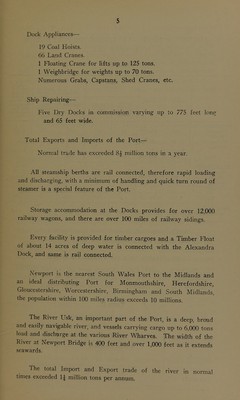 5
Dock Appliances—
19 Coal Hoists.
66 Land Cranes
1 Floating Crane for lifts up to 125 tons.
1 Weighbridge for weights up to 70 tons.
Numerous Grabs, Capstans, Shed Cranes, etc.
Ship Repairing—
Five Dry Docks in commission varying up to 775 feet long
and 65 feet wide.
Total Exports and Imports of the Port—
Normal trade has exceeded 8¼ million tons in a year.
All steamship berths are rail connected, therefore rapid loading
and discharging, with a minimum of handling and quick turn round of
steamer is a special feature of the Port.
Storage accommodation at the Docks provides for over 12,000
railway wagons, and there are over 100 miles of railway sidings.
Every facility is provided for timber cargoes and a Timber Float
of about 14 acres of deep water is connected with the Alexandra
Dock, and same is rail connected.
Newport is the nearest South Wales Port to the Midlands and
an ideal distributing Port for Monmouthshire, Herefordshire,
Gloucestershire, Worcestershire, Birmingham and South Midlands,
the population within 100 miles radius exceeds 10 millions.
The River Usk, an important part of the Port, is a deep, broad
and easily navigable river, and vessels carrying cargo up to 6,000 tons
load and discharge at the various River Wharves. The width of the
River at Newport Bridge is 400 feet and over 1,000 feet as it extends
seawards.
The total Import and Export trade of the river in normal
times exceeded 1¼ million tons per annum.